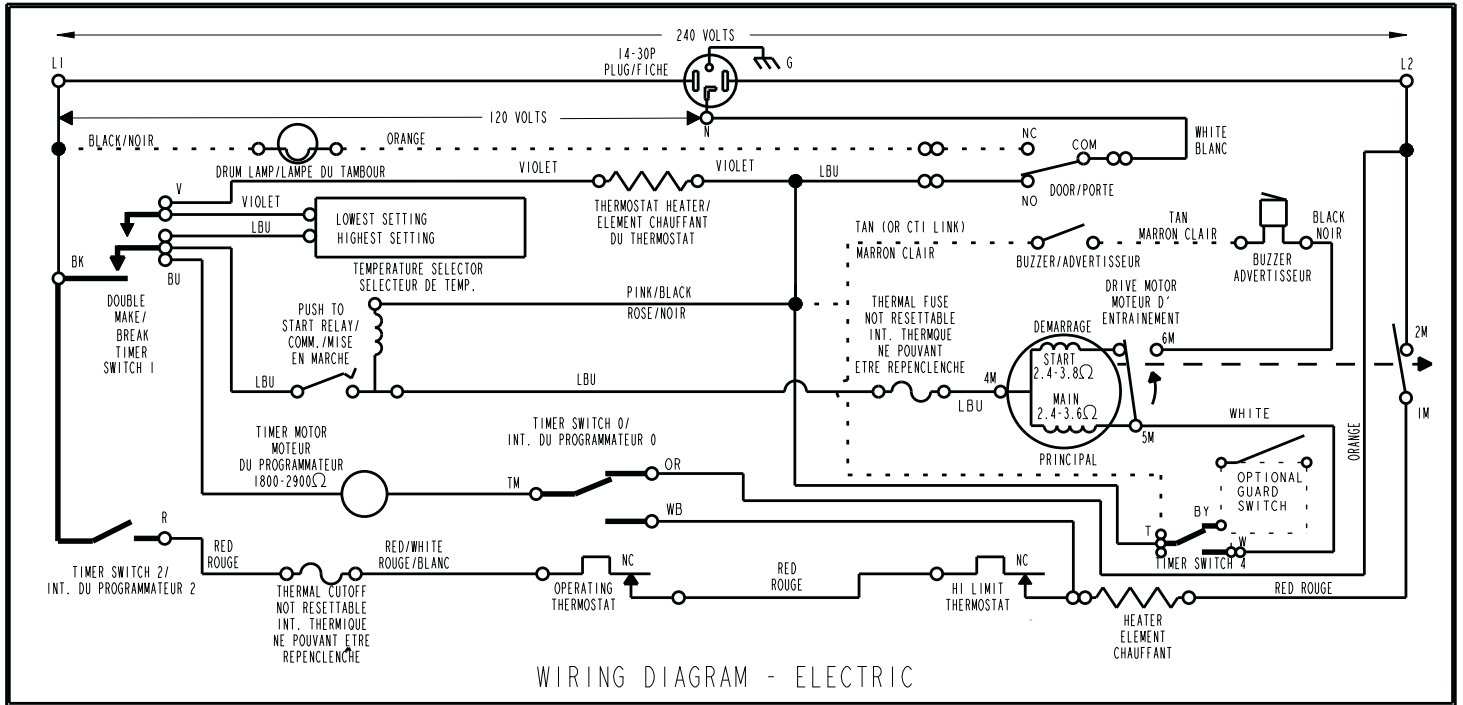 240 VOLTS
L1
14-30P
PLUG/FICHE
G
L2
120 VOLTS
N
WHITE
BLANC
BLACK/NOIR
ORANGE
NC
COM
DRUM LAMP/LAMPE DU TAMBOUR
VIOLET
VIOLET
LBU
NO
DOOR/PORTE
V
VIOLET
LBU
LOWEST SETTING
HIGHEST SETTING
THERMOSTAT HEATER/
ELEMENT CHAUFFANT
DU THERMOSTAT
TEMPERATURE SELECTOR
SELECTEUR DE TEMP.
TAN (OR CTI LINK)
MARRON CLAIR
BUZZER/ADVERTISSEUR
TAN
MARRON CLAIR
BLACK
NOIR
BUZZER
ADVERTISSEUR
BK
BU
DOUBLE
MAKE/
BREAK
TIMER
SWITCH 1
PINK/BLACK
ROSE/NOIR
PUSH TO
START RELAY/
COMM./MISE
EN MARCHE
THERMAL FUSE
NOT RESETTABLE
INT. THERMQUE
NE POUVANT
ETRE REPENCLENCHE
DRIVE MOTOR
MOTEUR D'
ENTRAINEMENT
DEMARRAGE
START
2.4-3.8Ω
MAIN
2.4-3.6Ω
PRINCIPAL
6M
2M
1M
4M
5M
LBU
LBU
LBU
WHITE
ORANGE
TIMER MOTOR
MOTEUR
DU PROGRAMMATEUR
1800-2900Ω
TIMER SWITCH 0/
INT. DU PROGRAMMATEUR 0
TM
OR
WB
OPTIONAL
GUARD
SWITCH
BY
T
W
TIMER SWITCH 4
R
RED
ROUGE
RED/WHITE
ROUGE/BLANC
TIMER SWITCH 2/
INT. DU PROGRAMMATEUR 2
THERMAL CUTOFF
NOT RESETTABLE
INT. THERMIQUE
NE POUVANT ETRE
REPENCLENCHE
NC
OPERATING
THERMOSTAT
RED
ROUGE
NC
HI LIMIT
THERMOSTAT
RED ROUGE
HEATER
ELEMENT
CHAUFFANT
WIRING DIAGRAM - ELECTRIC